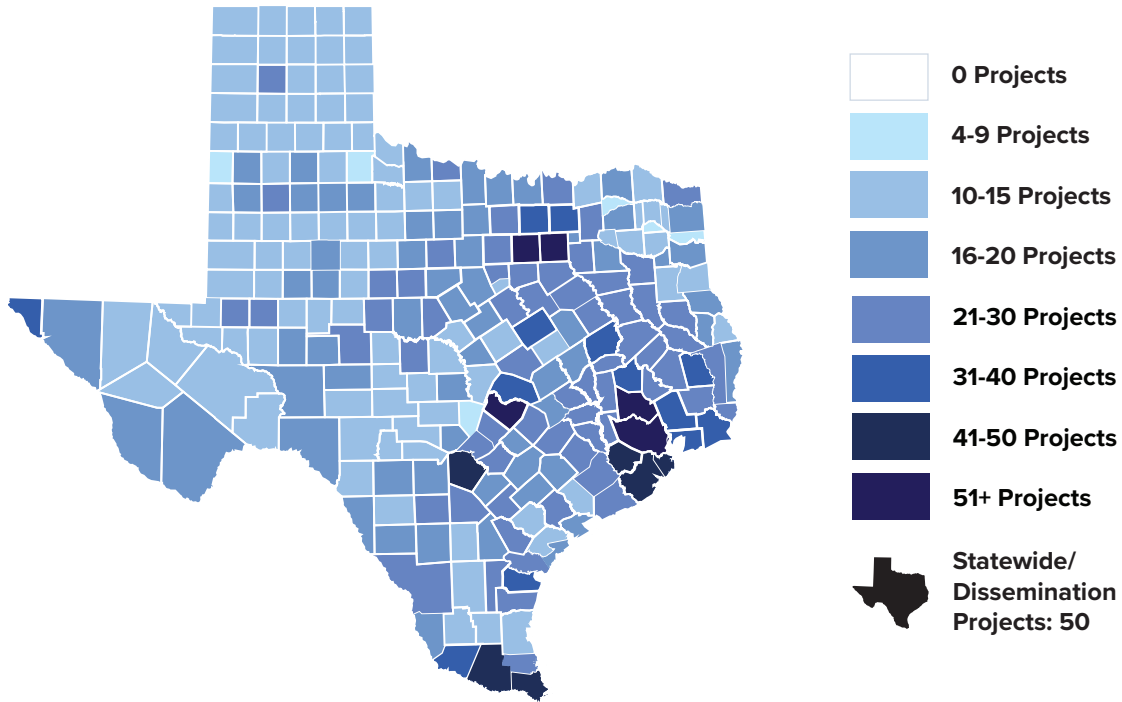 0 Projects
4-9 Projects
10-15 Projects
16-20 Projects
21-30 Projects
31-40 Projects
41-50 Projects
51+ Projects
Statewide/
Dissemination
Projects: 50